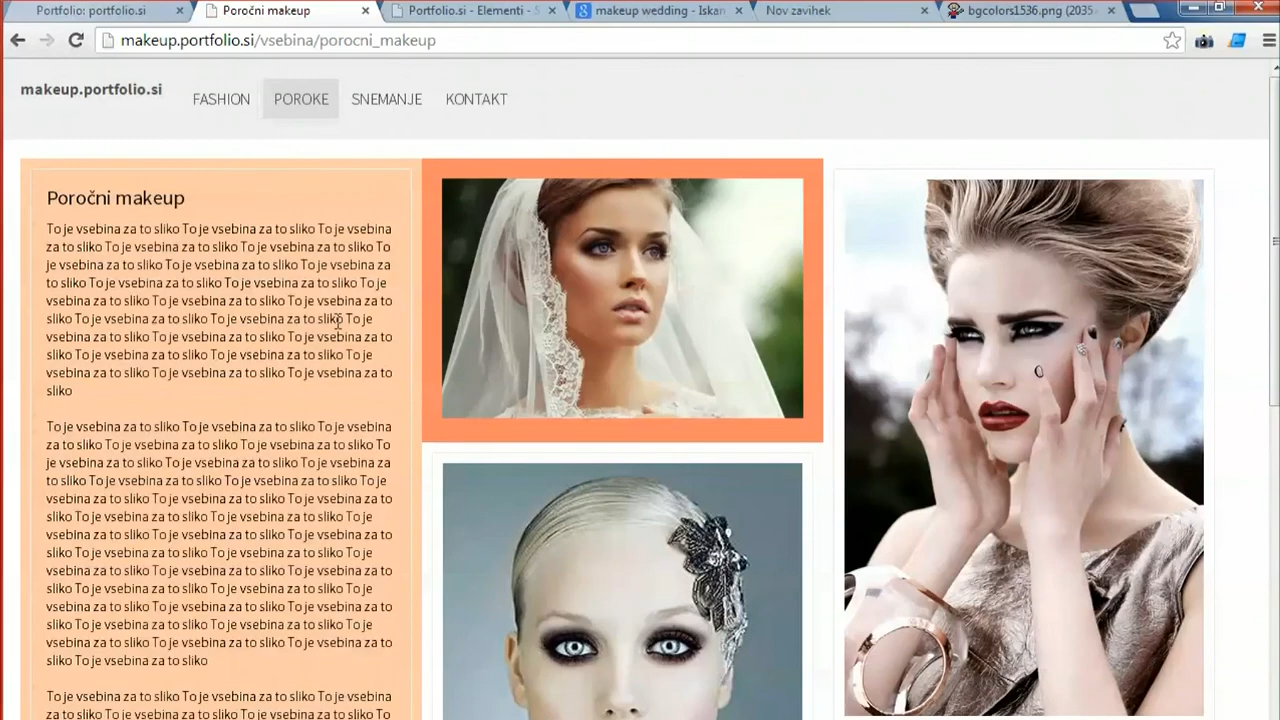 Portfolio: portfolio.si
Poročni makeup
Portfolio.si - Elementi - S
makeup wedding - Iskan
Nov zavihek
bgcolors1536.png (2035×
makeup.portfolio.si/vsebina/porocni_makeup
makeup.portfolio.si
FASHION
POROKE
SNEMANJE
KONTAKT
Poročni makeup
To je vsebina za to sliko To je vsebina za to sliko To je vsebina
za to sliko To je vsebina za to sliko To je vsebina za to sliko To
je vsebina za to sliko To je vsebina za to sliko To je vsebina za
to sliko To je vsebina za to sliko To je vsebina za to sliko To je
vsebina za to sliko To je vsebina za to sliko To je vsebina za to
sliko To je vsebina za to sliko To je vsebina za to sliko To je
vsebina za to sliko To je vsebina za to sliko To je vsebina za to
sliko To je vsebina za to sliko To je vsebina za to sliko To je
vsebina za to sliko To je vsebina za to sliko To je vsebina za to
sliko
To je vsebina za to sliko To je vsebina za to sliko To je vsebina
za to sliko To je vsebina za to sliko To je vsebina za to sliko To
je vsebina za to sliko To je vsebina za to sliko To je vsebina za
to sliko To je vsebina za to sliko To je vsebina za to sliko To je
vsebina za to sliko To je vsebina za to sliko To je vsebina za to
sliko To je vsebina za to sliko To je vsebina za to sliko To je
vsebina za to sliko To je vsebina za to sliko To je vsebina za to
sliko To je vsebina za to sliko To je vsebina za to sliko To je
vsebina za to sliko To je vsebina za to sliko To je vsebina za to
sliko To je vsebina za to sliko To je vsebina za to sliko To je
vsebina za to sliko To je vsebina za to sliko To je vsebina za to
sliko To je vsebina za to sliko To je vsebina za to sliko To je
vsebina za to sliko To je vsebina za to sliko To je vsebina za to
sliko To je vsebina za to sliko
To je vsebina za to sliko To je vsebina za to sliko To je vsebina
za to sliko To je vsebina za to sliko To je vsebina za to sliko To